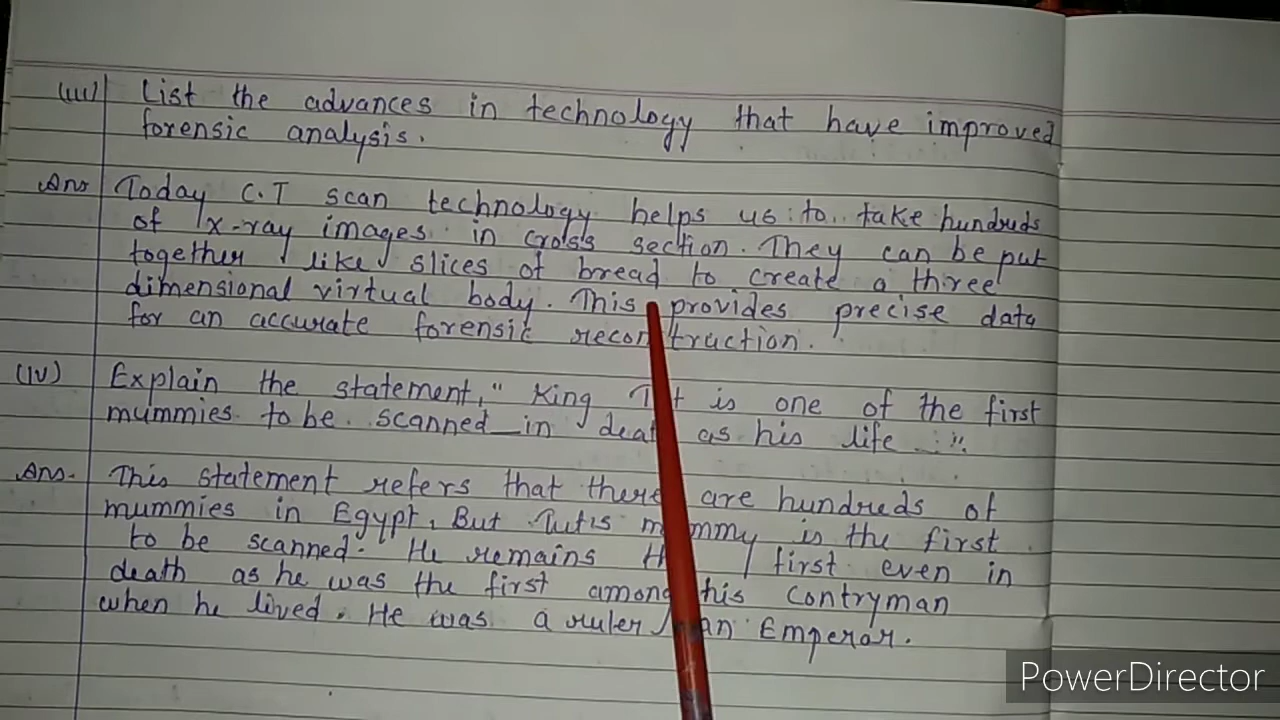 (III) List the advances in technology that have improved
forensic analysis.
Ans Today C.T scan technology helps us to take hundreds
of x-ray images in cross section. They can be put
together like slices of bread to create a three
dimensional virtual body. This provides precise data
for an accurate forensic recon truction.
(IV) Explain the statement, " King is one of the first
mummies to be scanned in as his life ..."
Ans. This statement refers that there are hundreds of
mummies in Egypt, But Tut's mummy is the first
to be scanned. He remains first even in
death as he was the first among his contryman
when he lived. He was a ruler an Emperar.
PowerDirector